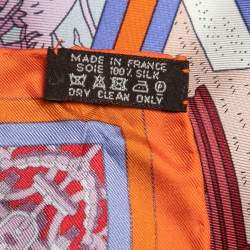 MADE IN FRANCE
SOIE 100% SILK
DRY CLEAN ONLY